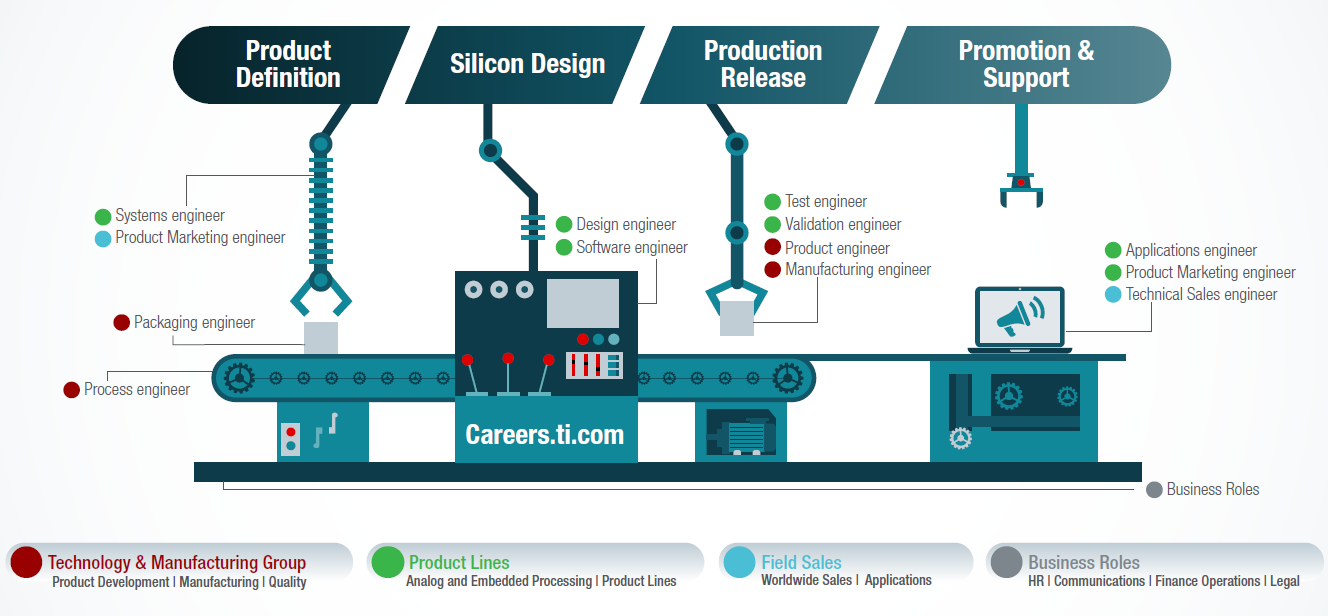 Product
Definition
Silicon Design
Production
Release
Promotion &
Support
Systems engineer
Product Marketing engineer
Design engineer
Software engineer
Test engineer
Validation engineer
Product engineer
Manufacturing engineer
Applications engineer
Product Marketing engineer
Technical Sales engineer
Packaging engineer
Process engineer
Careers.ti.com
Business Roles
Technology & Manufacturing Group
Product Development | Manufacturing | Quality
Product Lines
Analog and Embedded Processing | Product Lines
Field Sales
Worldwide Sales | Applications
Business Roles
HR | Communications | Finance Operations | Legal